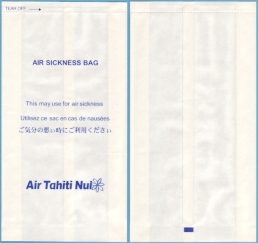 TEAR OFF
AIR SICKNESS BAG
This may use for air sickness
Utilisez ce sac en cas de nausées
ご気分の悪い時にご利用ください
Air Tahiti Nui